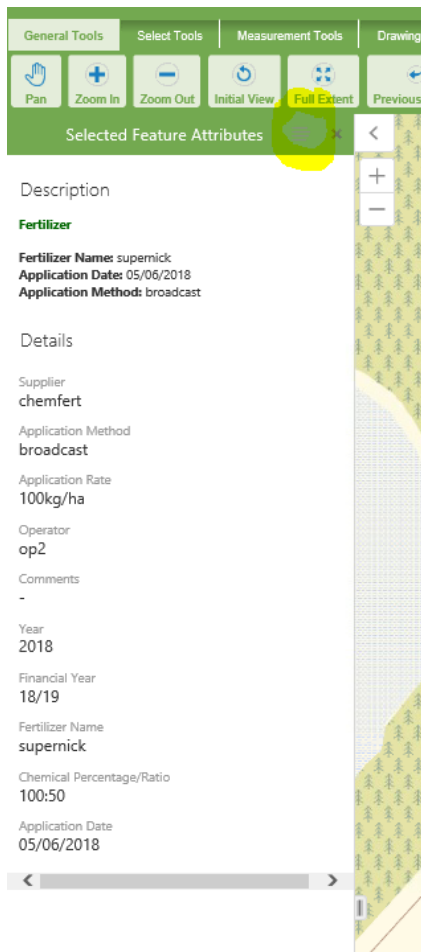 General Tools Select Tools Measurement Tools Drawing
Pan Zoom In Zoom Out Initial View Full Extent Previous
Selected Feature Attributes
Description
Fertilizer
Fertilizer Name: supernick
Application Date: 05/06/2018
Application Method: broadcast
Details
Supplier
chemfert
Application Method
broadcast
Application Rate
100kg/ha
Operator
op2
Comments
-
Year
2018
Financial Year
18/19
Fertilizer Name
supernick
Chemical Percentage/Ratio
100:50
Application Date
05/06/2018